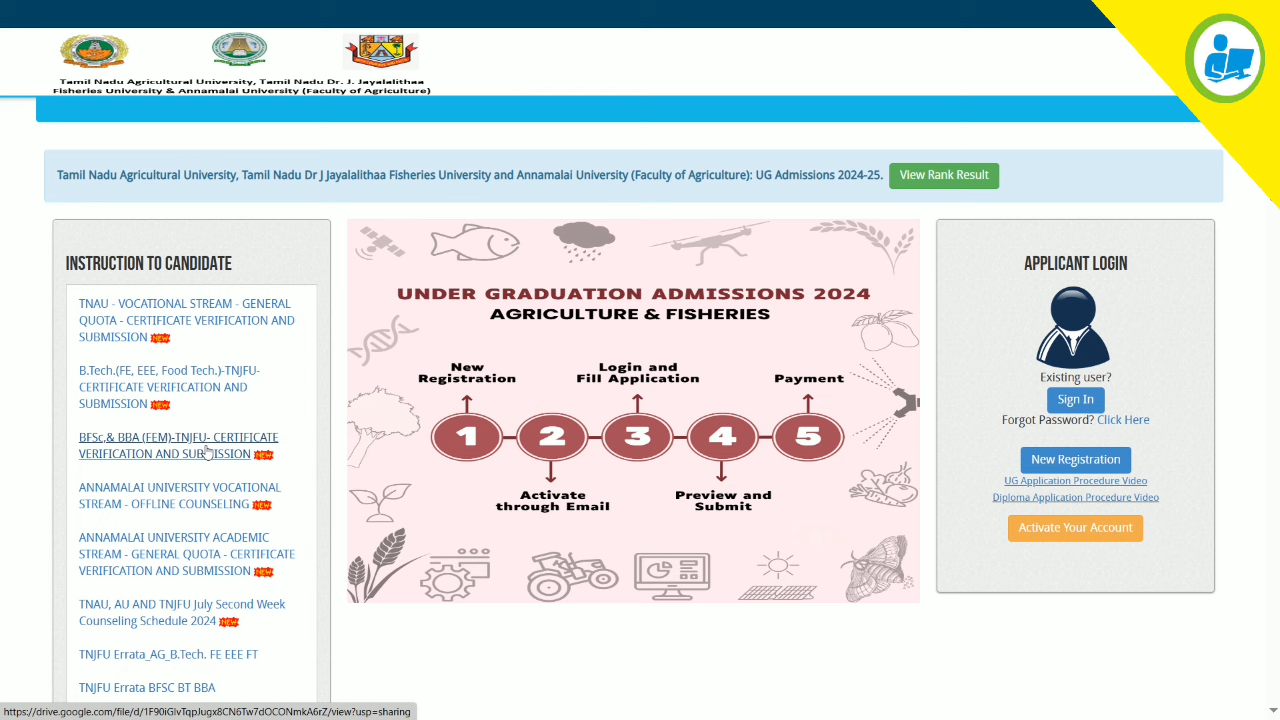 Tamil Nadu Agricultural University, Tamil Nadu Dr. J. Jayalalithaa
Fisheries University & Annamalai University (Faculty of Agriculture)
Tamil Nadu Agricultural University, Tamil Nadu Dr J Jayalalithaa Fisheries University and Annamalai University (Faculty of Agriculture): UG Admissions 2024-25. View Rank Result
INSTRUCTION TO CANDIDATE
TNAU - VOCATIONAL STREAM - GENERAL
QUOTA - CERTIFICATE VERIFICATION AND
SUBMISSION NEW
B.Tech.(FE, EEE, Food Tech.)-TNJFU-
CERTIFICATE VERIFICATION AND
SUBMISSION NEW
BFSc,& BBA (FEM)-TNJFU- CERTIFICATE
VERIFICATION AND SUBMISSION NEW
ANNAMALAI UNIVERSITY VOCATIONAL
STREAM - OFFLINE COUNSELING NEW
ANNAMALAI UNIVERSITY ACADEMIC
STREAM - GENERAL QUOTA - CERTIFICATE
VERIFICATION AND SUBMISSION NEW
TNAU, AU AND TNJFU July Second Week
Counseling Schedule 2024 NEW
TNJFU Errata_AG_B.Tech. FE EEE FT
TNJFU Errata BFSC BT BBA
UNDER GRADUATION ADMISSIONS 2024
AGRICULTURE & FISHERIES
New
Registration
Login and
Fill Application
Payment
1 2 3 4 5
Activate
through Email
Preview and
Submit
APPLICANT LOGIN
Existing user?
Sign In
Forgot Password? Click Here
New Registration
UG Application Procedure Video
Diploma Application Procedure Video
Activate Your Account
https://drive.google.com/file/d/1F90iGlvTqpJugx8CN6Tw7dOCONmkA6rZ/view?usp=sharing